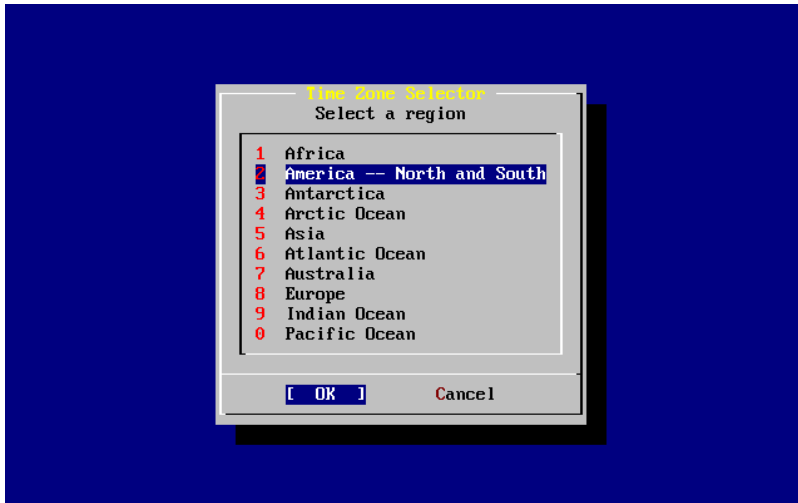 Time Zone Selector
Select a region
1 Africa
2 America -- North and South
3 Antarctica
4 Arctic Ocean
5 Asia
6 Atlantic Ocean
7 Australia
8 Europe
9 Indian Ocean
0 Pacific Ocean
[ OK ] Cancel